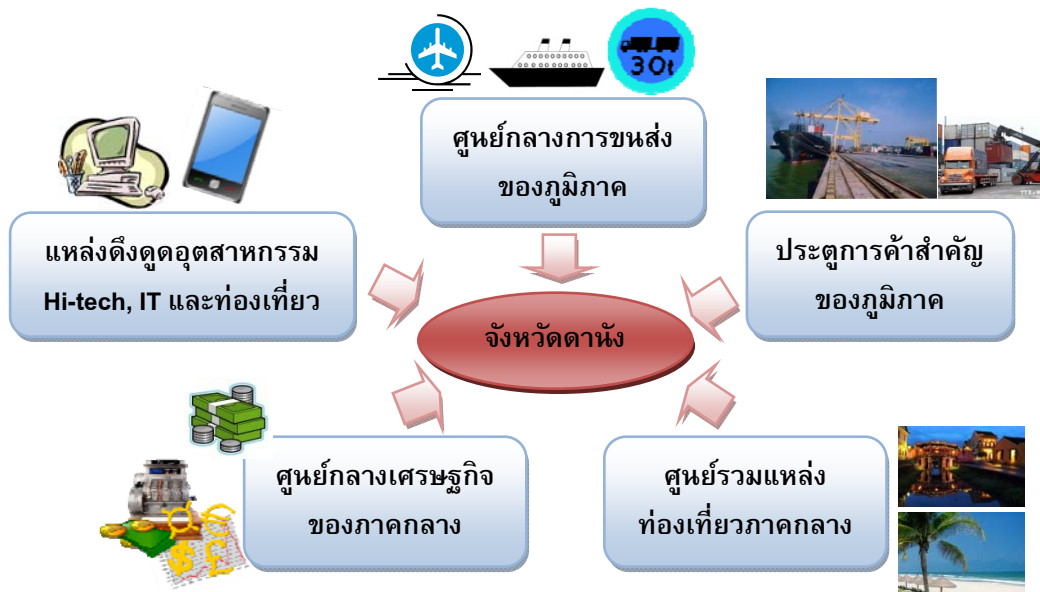 30t
ศูนย์กลางการขนส่ง
ของภูมิภาค
แหล่งดึงดูดอุตสาหกรรม
Hi-tech, IT และท่องเที่ยว
ประตูการค้าสำคัญ
ของภูมิภาค
จังหวัดดานัง
ศูนย์กลางเศรษฐกิจ
ของภาคกลาง
ศูนย์รวมแหล่ง
ท่องเที่ยวภาคกลาง